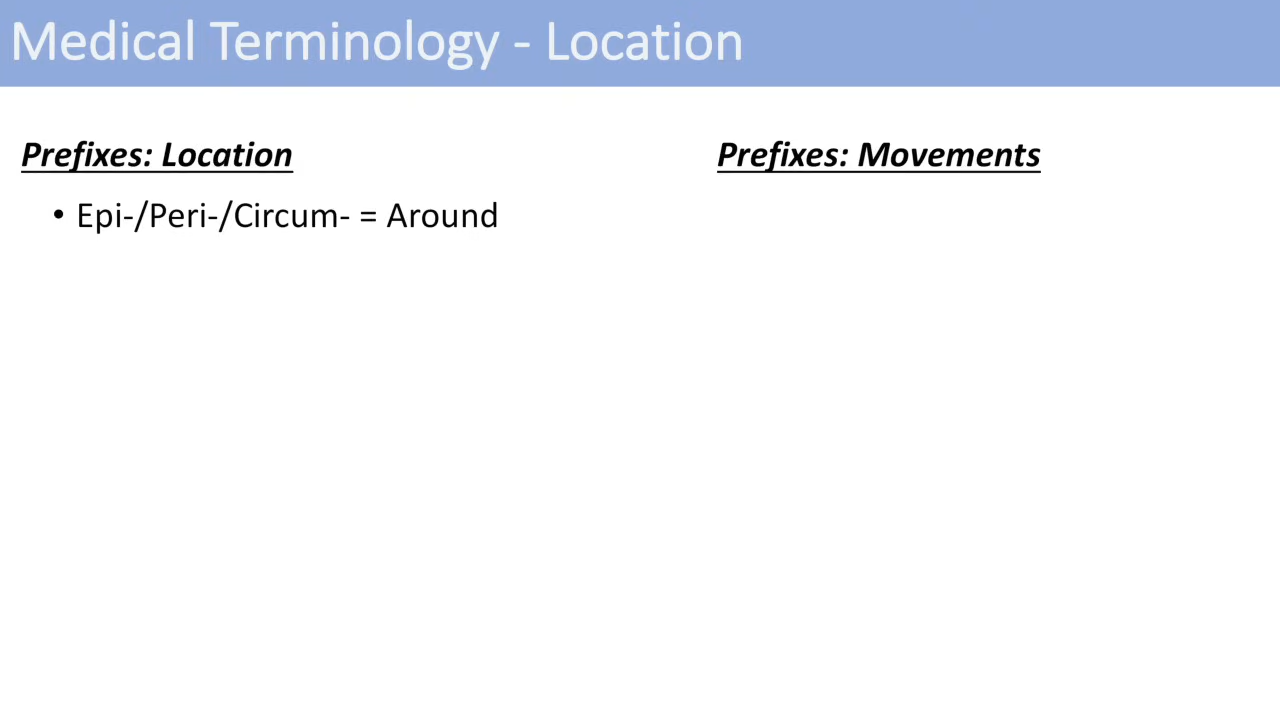 Medical Terminology - Location
Prefixes: Location
• Epi-/Peri-/Circum- = Around
Prefixes: Movements